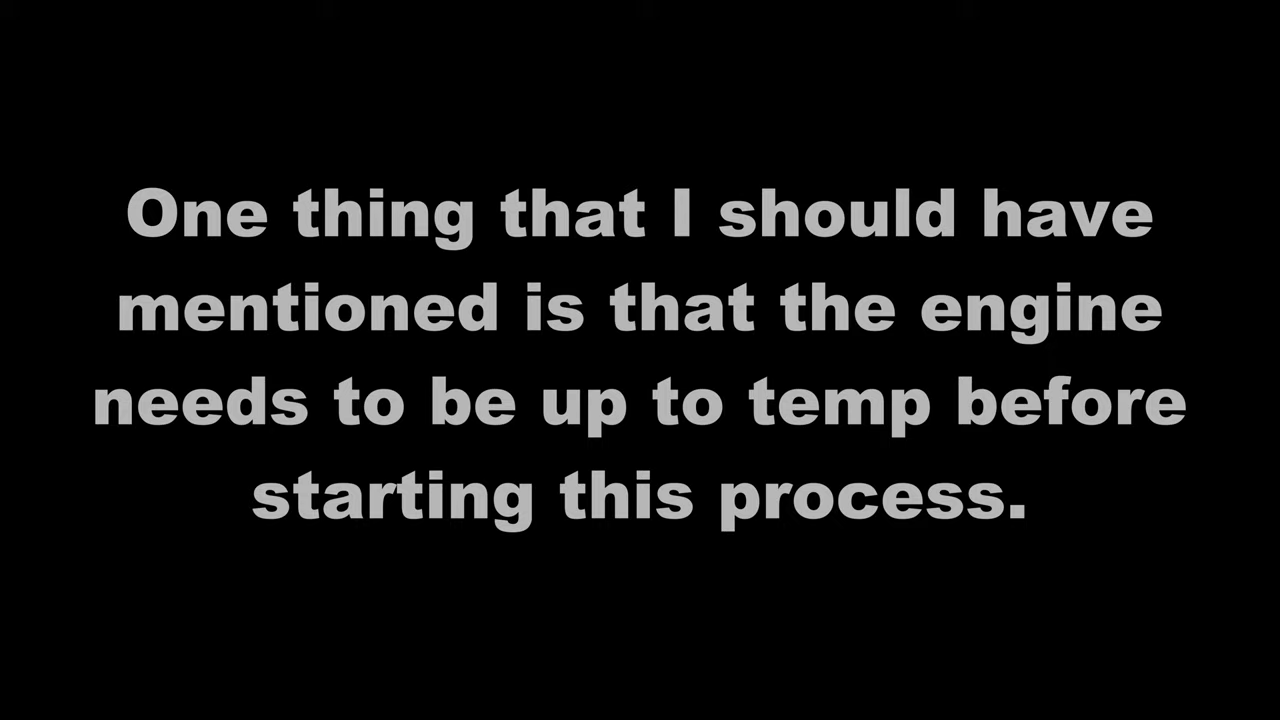 One thing that I should have
mentioned is that the engine
needs to be up to temp before
starting this process.